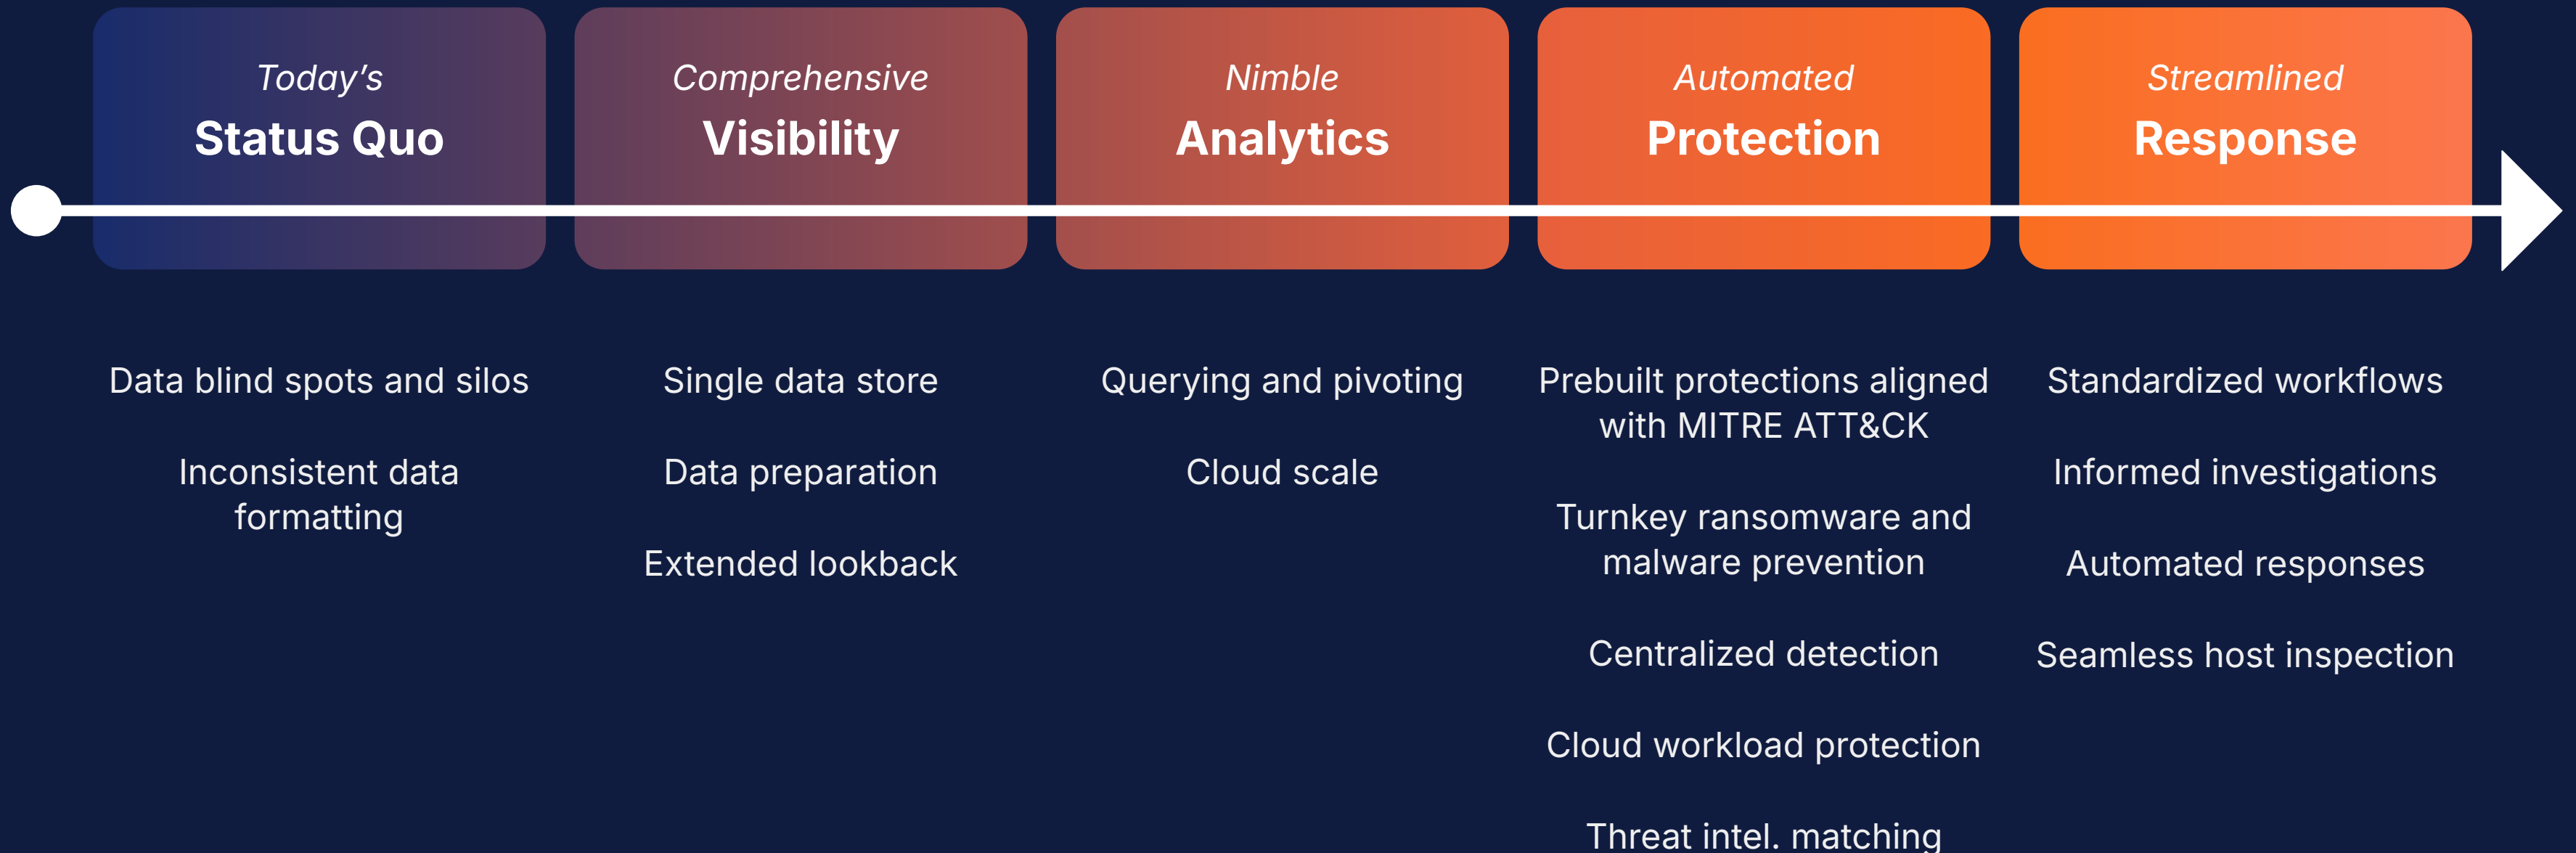 Today’s
Status Quo
Data blind spots and silos
Inconsistent data
formatting
Comprehensive
Visibility
Single data store
Data preparation
Extended lookback
Nimble
Analytics
Querying and pivoting
Cloud scale
Automated
Protection
Prebuilt protections aligned
with MITRE ATT&CK
Turnkey ransomware and
malware prevention
Centralized detection
Cloud workload protection
Threat intel. matching
Streamlined
Response
Standardized workflows
Informed investigations
Automated responses
Seamless host inspection